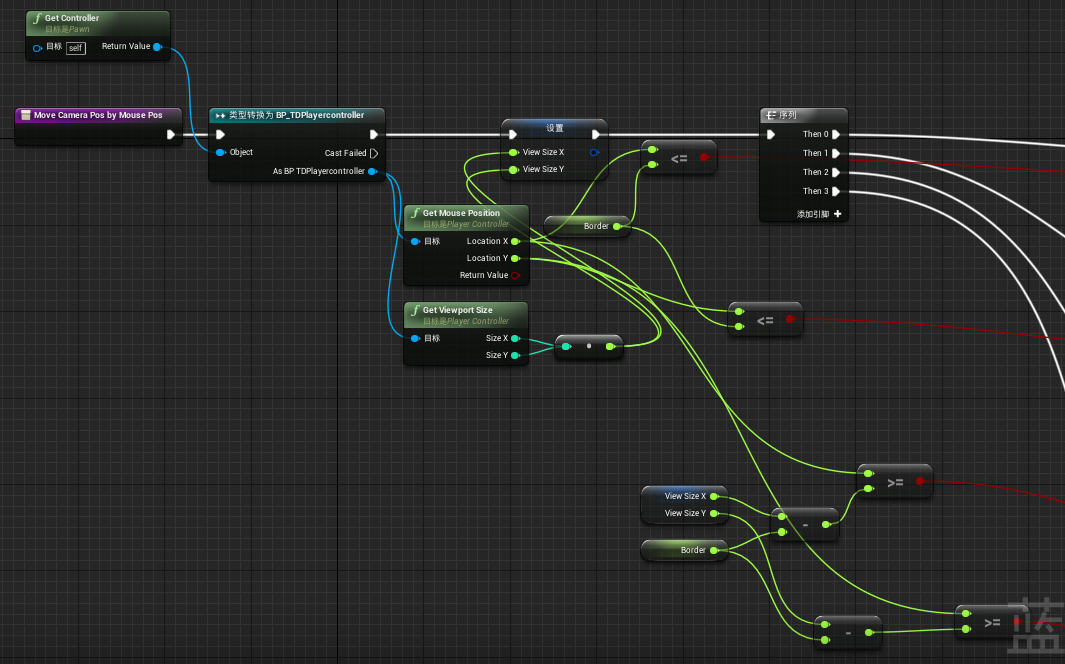 Get Controller
目标是Pawn
目标 self Return Value
Move Camera Pos by Mouse Pos
类型转换为 BP_TDPlayercontroller
Object
Cast Failed
As BP TDPlayercontroller
设置
View Size X
View Size Y
<=
序列
Then 0
Then 1
Then 2
Then 3
添加引脚
Get Mouse Position
目标是Player Controller
目标 Location X
Location Y
Return Value
Border
Get Viewport Size
目标是Player Controller
目标 Size X
Size Y
<=
>=
View Size X
View Size Y
-
Border
>=
-
蓝